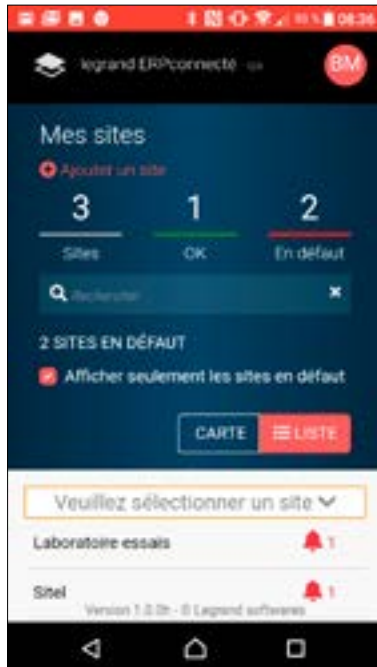 08:36
legrand ERPconnecté
BM
Mes sites
Ajouter un site
3 1 2
Sites OK En défaut
Rechercher
2 SITES EN DÉFAUT
Afficher seulement les sites en défaut
CARTE LISTE
Veuillez sélectionner un site
Laboratoire essais 1
Sitel 1
Version 1.0.0h - © Legrand softwares